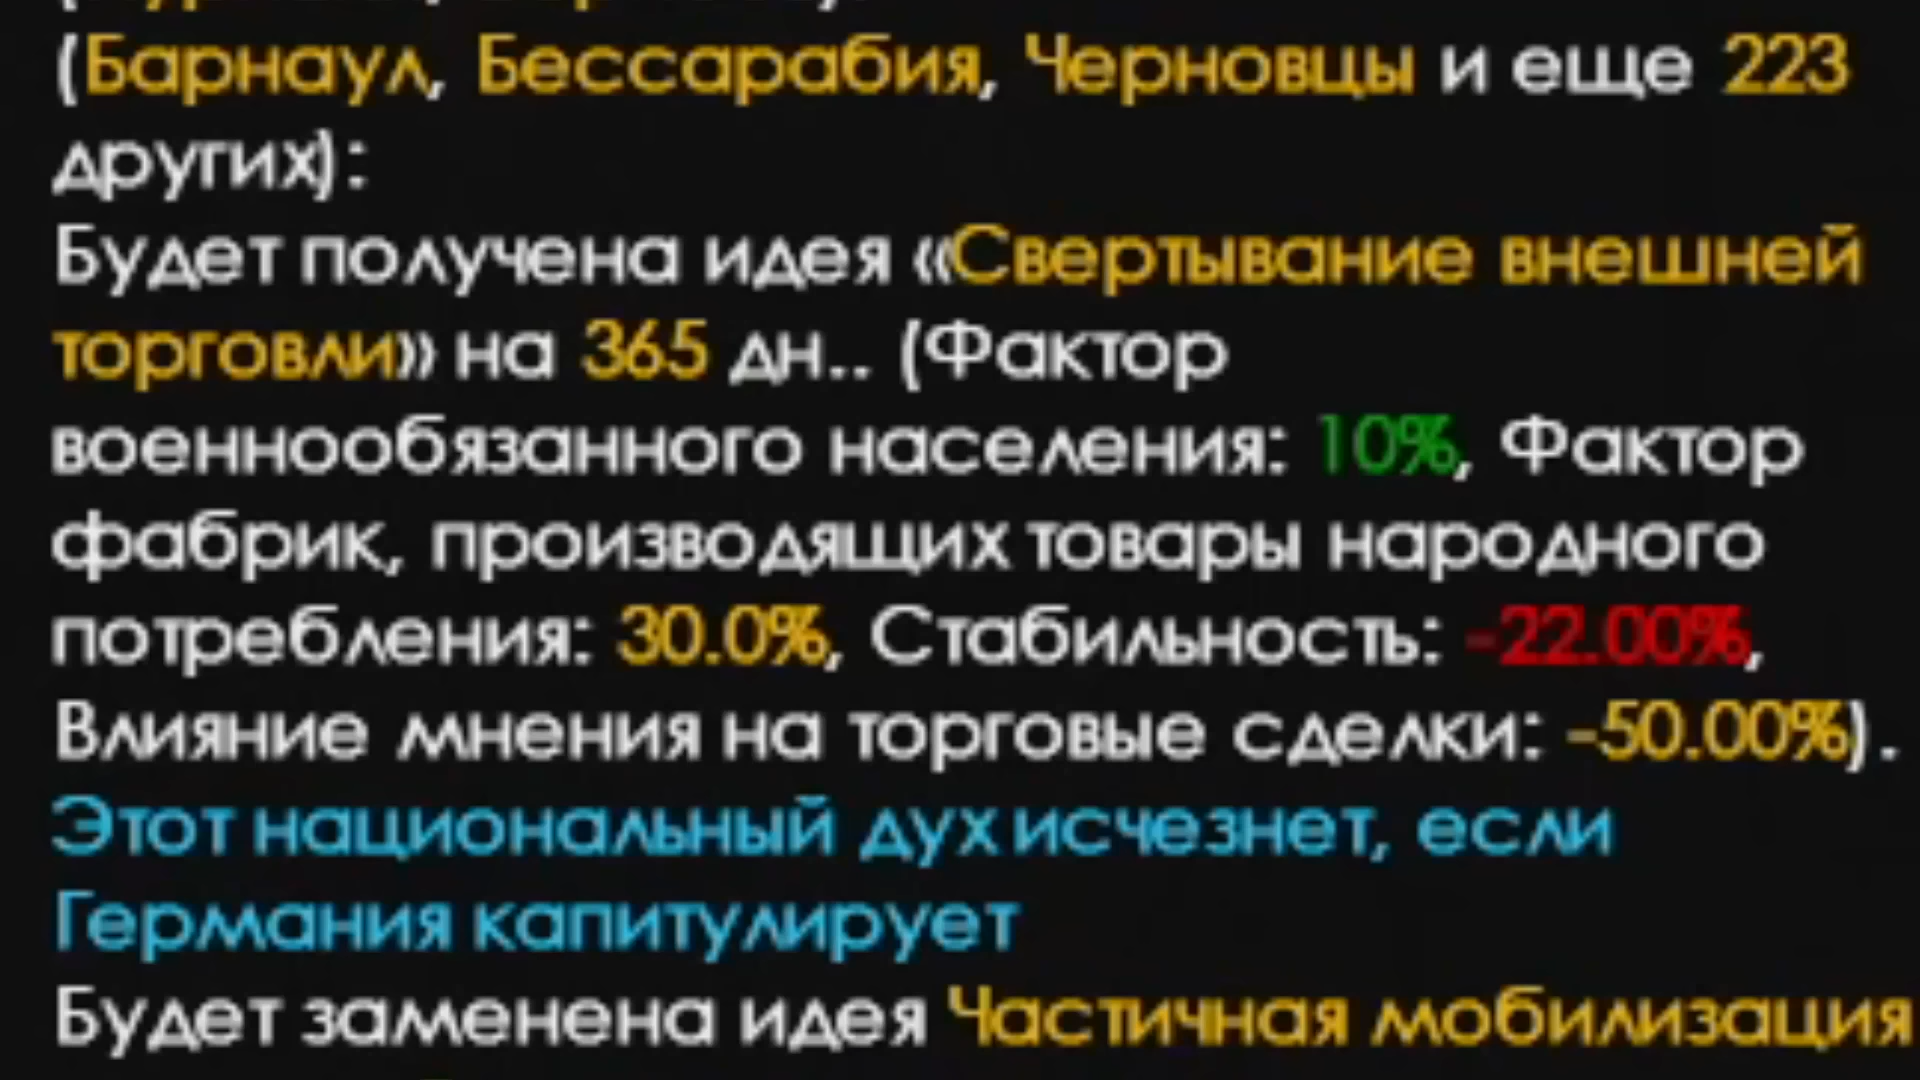 (Барнаул, Бессарабия, Черновцы и еще 223
других):
Будет получена идея «Свертывание внешней
торговли» на 365 дн.. (Фактор
военнообязанного населения: 10%, Фактор
фабрик, производящих товары народного
потребления: 30.0%, Стабильность: -22.00%,
Влияние мнения на торговые сделки: -50.00%).
Этот национальный дух исчезнет, если
Германия капитулирует
Будет заменена идея Частичная мобилизация